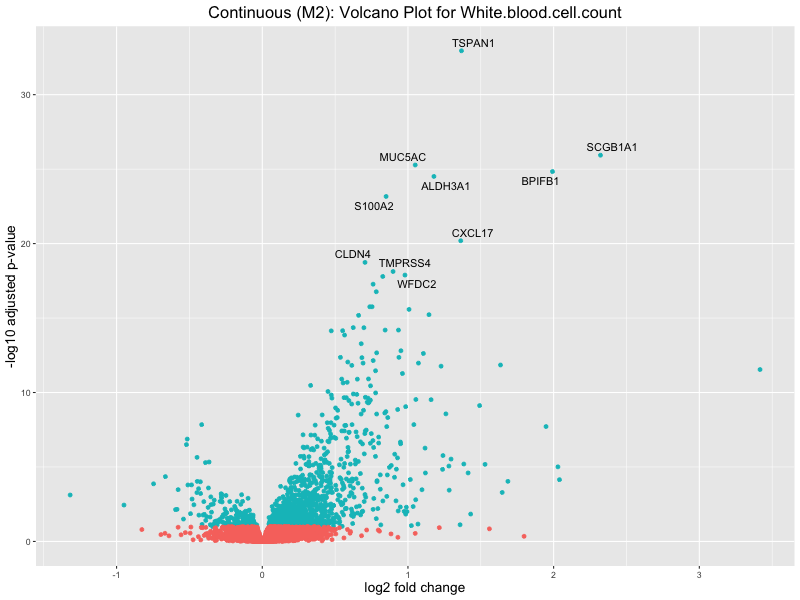 Continuous (M2): Volcano Plot for White.blood.cell.count
TSPAN1
30
SCGB1A1
MUC5AC
BPIFB1
ALDH3A1
S100A2
CXCL17
20
CLDN4
TMPRSS4
WFDC2
-log10 adjusted p-value
10
0
-1 0 1 2 3
log2 fold change